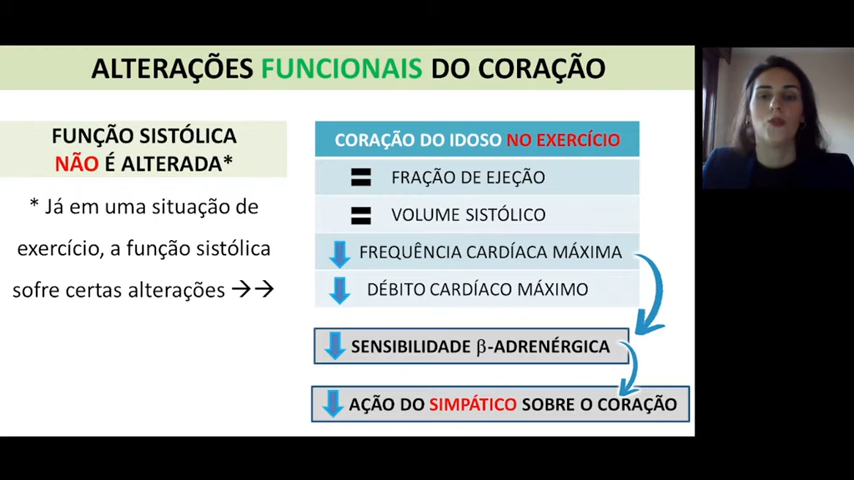 ALTERAÇÕES FUNCIONAIS DO CORAÇÃO
FUNÇÃO SISTÓLICA
NÃO É ALTERADA*
* Já em uma situação de
exercício, a função sistólica
sofre certas alterações →→
CORAÇÃO DO IDOSO NO EXERCÍCIO
= FRAÇÃO DE EJEÇÃO
= VOLUME SISTÓLICO
↓ FREQUÊNCIA CARDÍACA MÁXIMA
↓ DÉBITO CARDÍACO MÁXIMO
↓ SENSIBILIDADE β-ADRENÉRGICA
↓ AÇÃO DO SIMPÁTICO SOBRE O CORAÇÃO